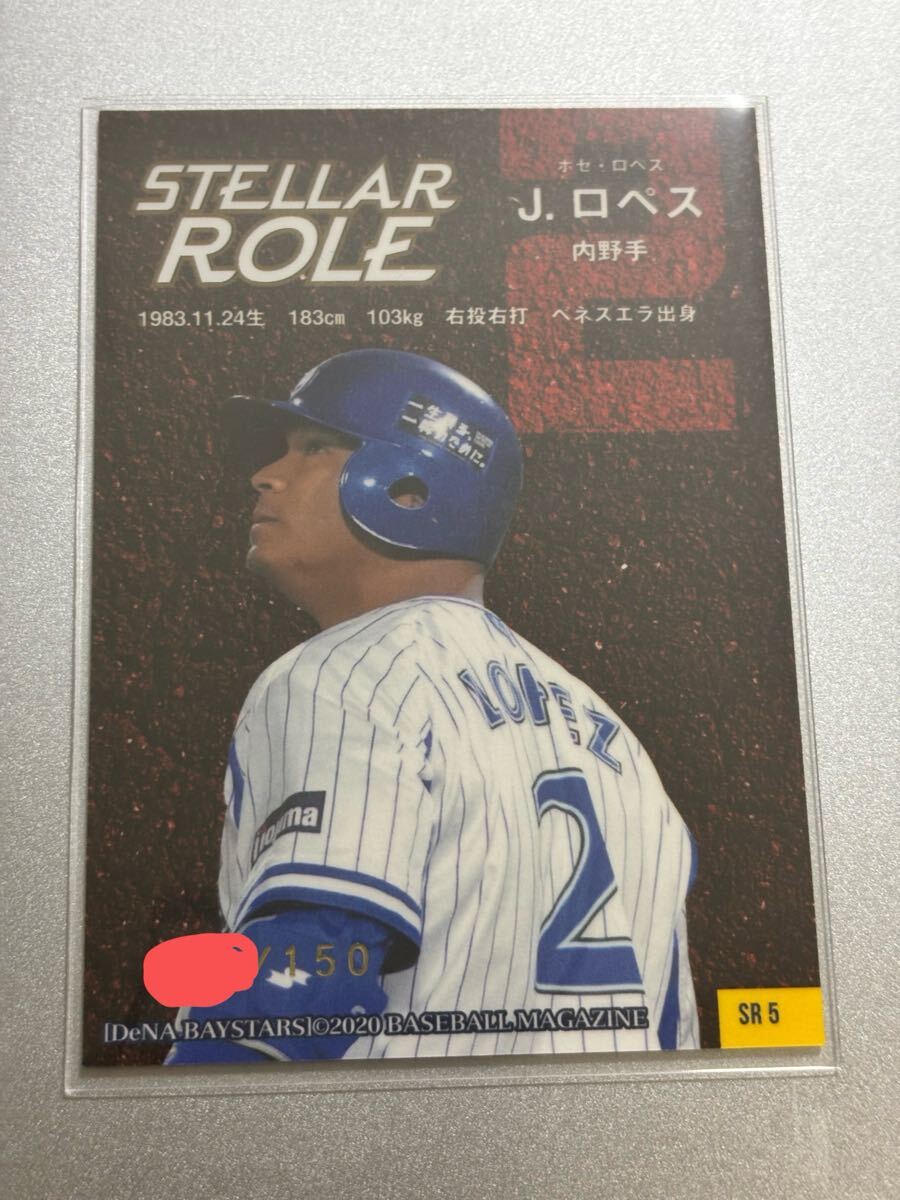 STELLAR
ROLE
ホセ・ロペス
J. ロペス
内野手
1983.11.24生 183cm 103kg 右投右打 ベネズエラ出身
LOPEZ
2
/150
[DeNA BAYSTARS]©2020 BASEBALL MAGAZINE
SR 5